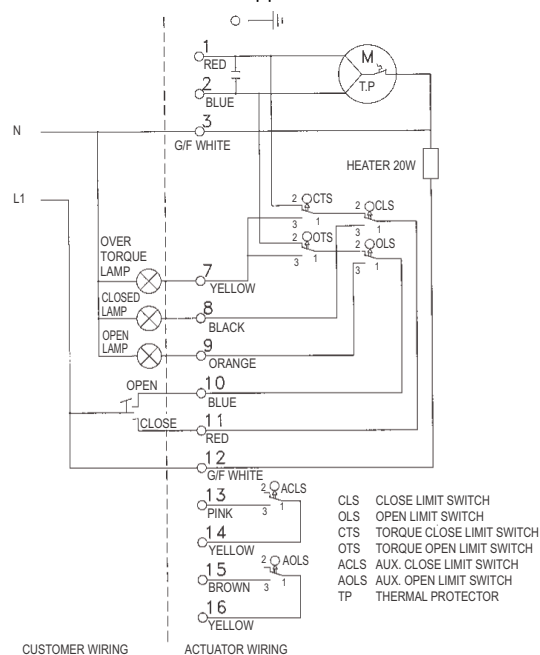 1
RED
M
2
BLUE
T.P
3
N
G/F WHITE
HEATER 20W
L1
2 CTS
2 CLS
3 1
3 1
2 OTS
2 OLS
3 1
3 1
OVER
TORQUE
LAMP
7
YELLOW
CLOSED
LAMP
8
BLACK
OPEN
LAMP
9
ORANGE
OPEN
10
BLUE
CLOSE
11
RED
12
G/F WHITE
2 ACLS
13
PINK
3 1
14
YELLOW
2 AOLS
15
BROWN
3 1
16
YELLOW
CLS CLOSE LIMIT SWITCH
OLS OPEN LIMIT SWITCH
CTS TORQUE CLOSE LIMIT SWITCH
OTS TORQUE OPEN LIMIT SWITCH
ACLS AUX. CLOSE LIMIT SWITCH
AOLS AUX. OPEN LIMIT SWITCH
TP THERMAL PROTECTOR
CUSTOMER WIRING
ACTUATOR WIRING